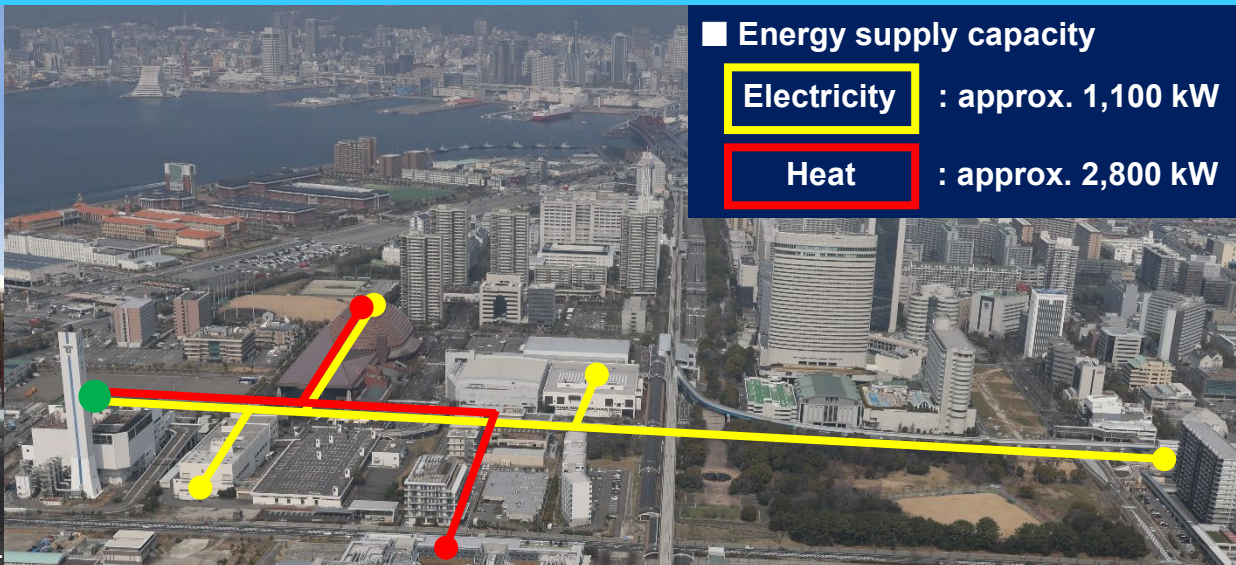 ■ Energy supply capacity
Electricity : approx. 1,100 kW
Heat : approx. 2,800 kW